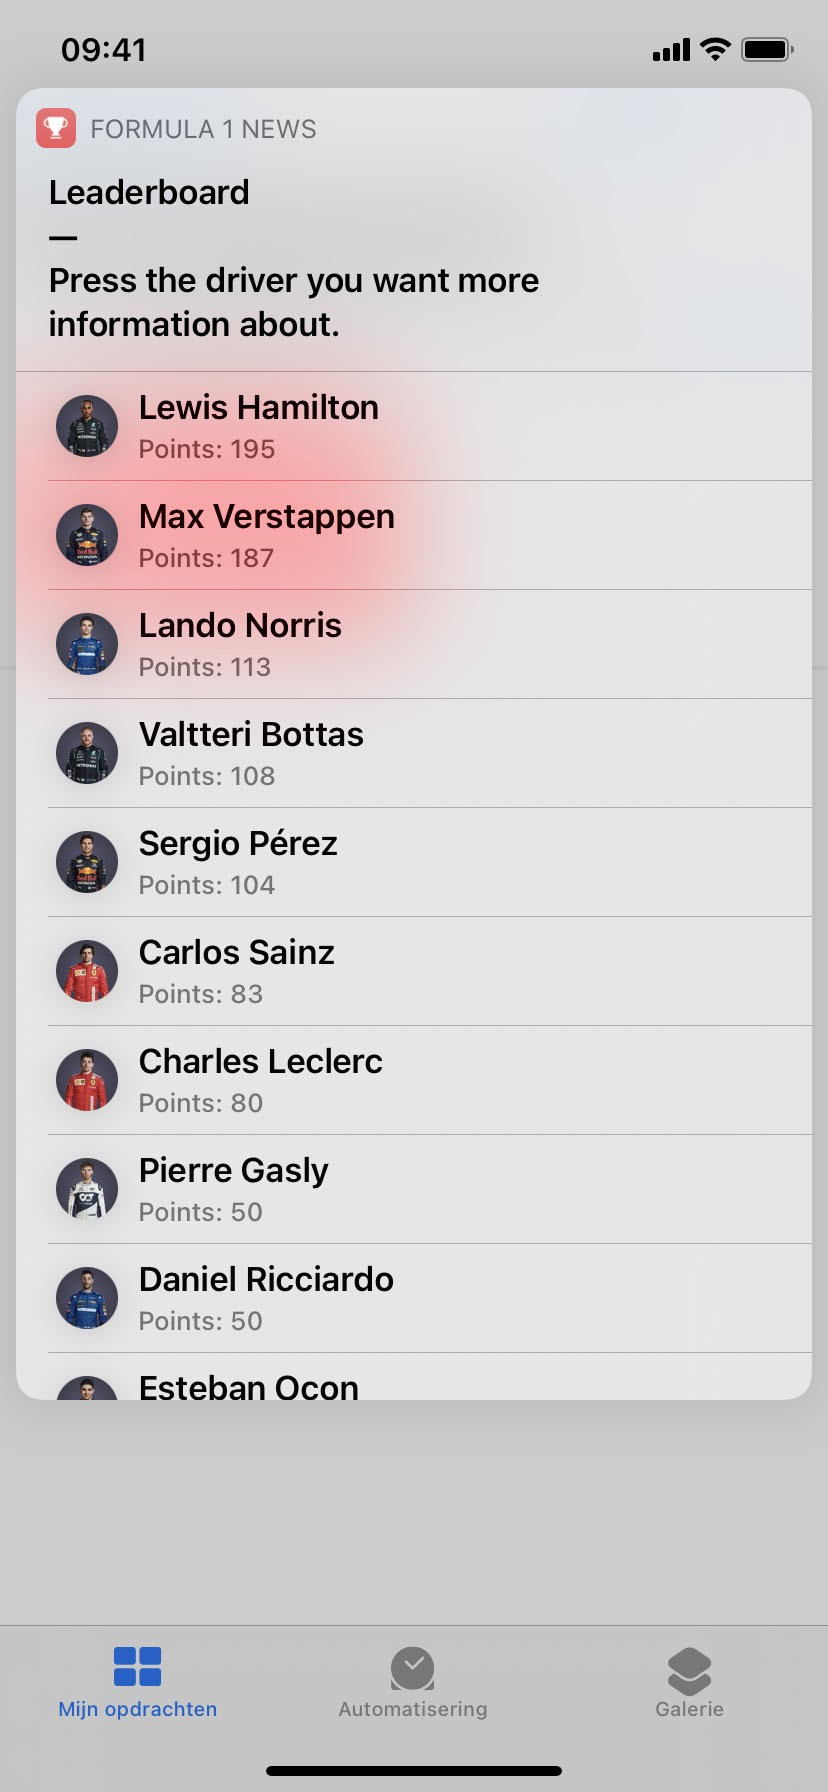 09:41
FORMULA 1 NEWS
Leaderboard
—
Press the driver you want more
information about.
Lewis Hamilton
Points: 195
Max Verstappen
Points: 187
Lando Norris
Points: 113
Valtteri Bottas
Points: 108
Sergio Pérez
Points: 104
Carlos Sainz
Points: 83
Charles Leclerc
Points: 80
Pierre Gasly
Points: 50
Daniel Ricciardo
Points: 50
Esteban Ocon
Mijn opdrachten
Automatisering
Galerie